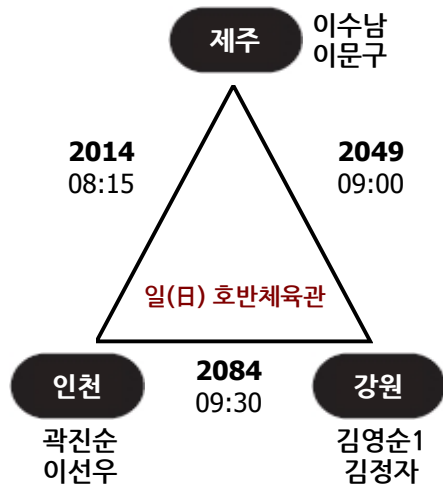 제주
이수남
이문구
2014
08:15
2049
09:00
일(日) 호반체육관
인천
2084
09:30
강원
곽진순
이선우
김영순1
김정자